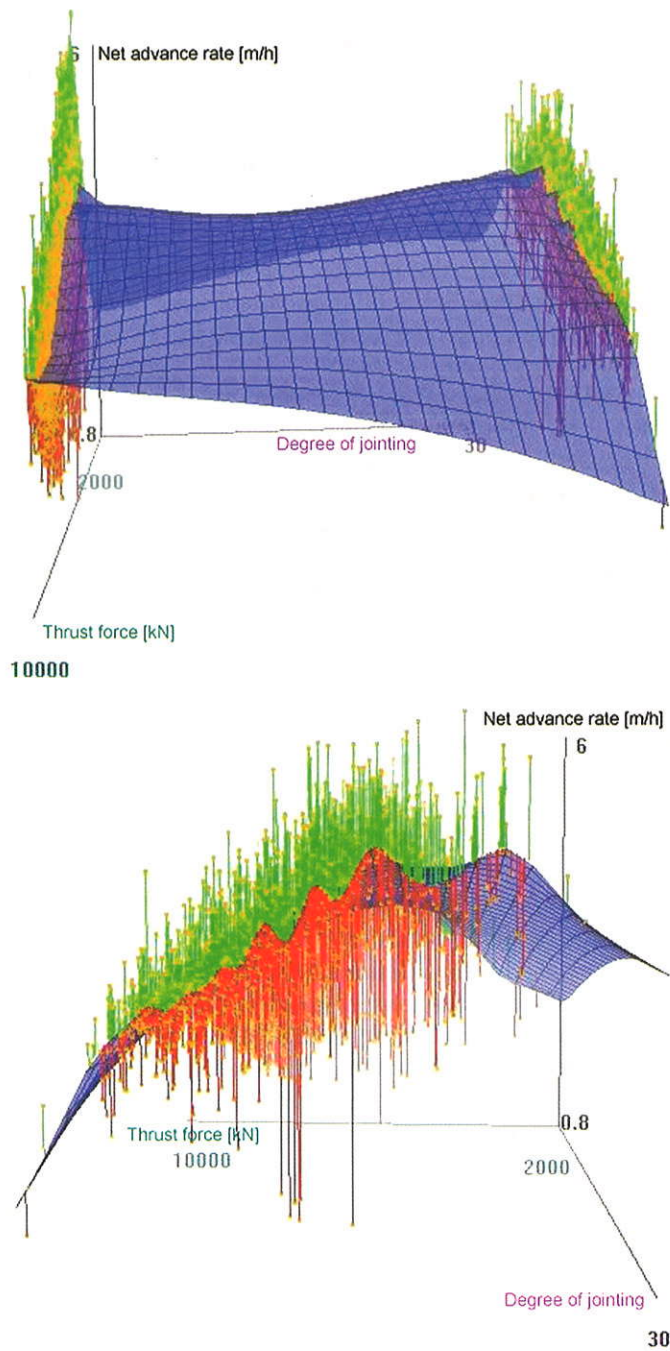 6 Net advance rate [m/h]
.8
Degree of jointing 30
2000
Thrust force [kN]
10000
Net advance rate [m/h] 6
Thrust force [kN] 0.8
10000 2000
Degree of jointing
30